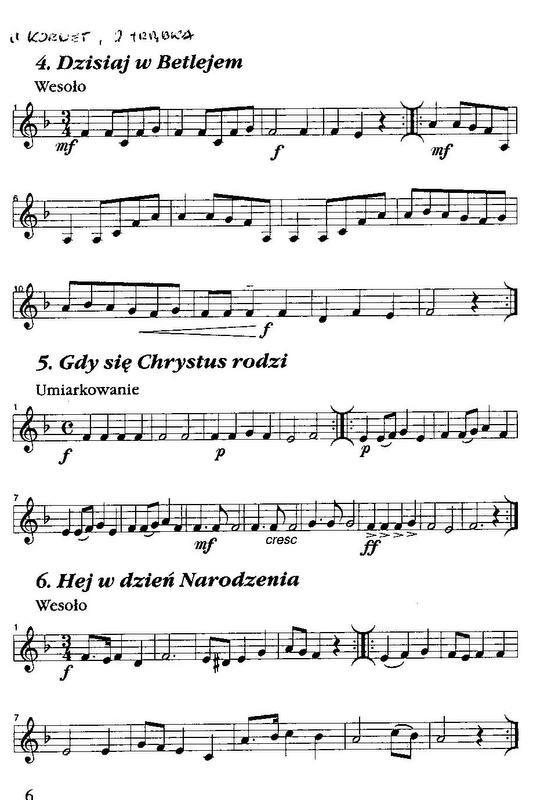 II KORNET, 2 TRĄBKA
4. Dzisiaj w Betlejem
Wesoło
1
mf
f
mf
6
10
f
5. Gdy się Chrystus rodzi
Umiarkowanie
1
f
p
p
7
mf
cresc
ff
6. Hej w dzień Narodzenia
Wesoło
1
f
7
6